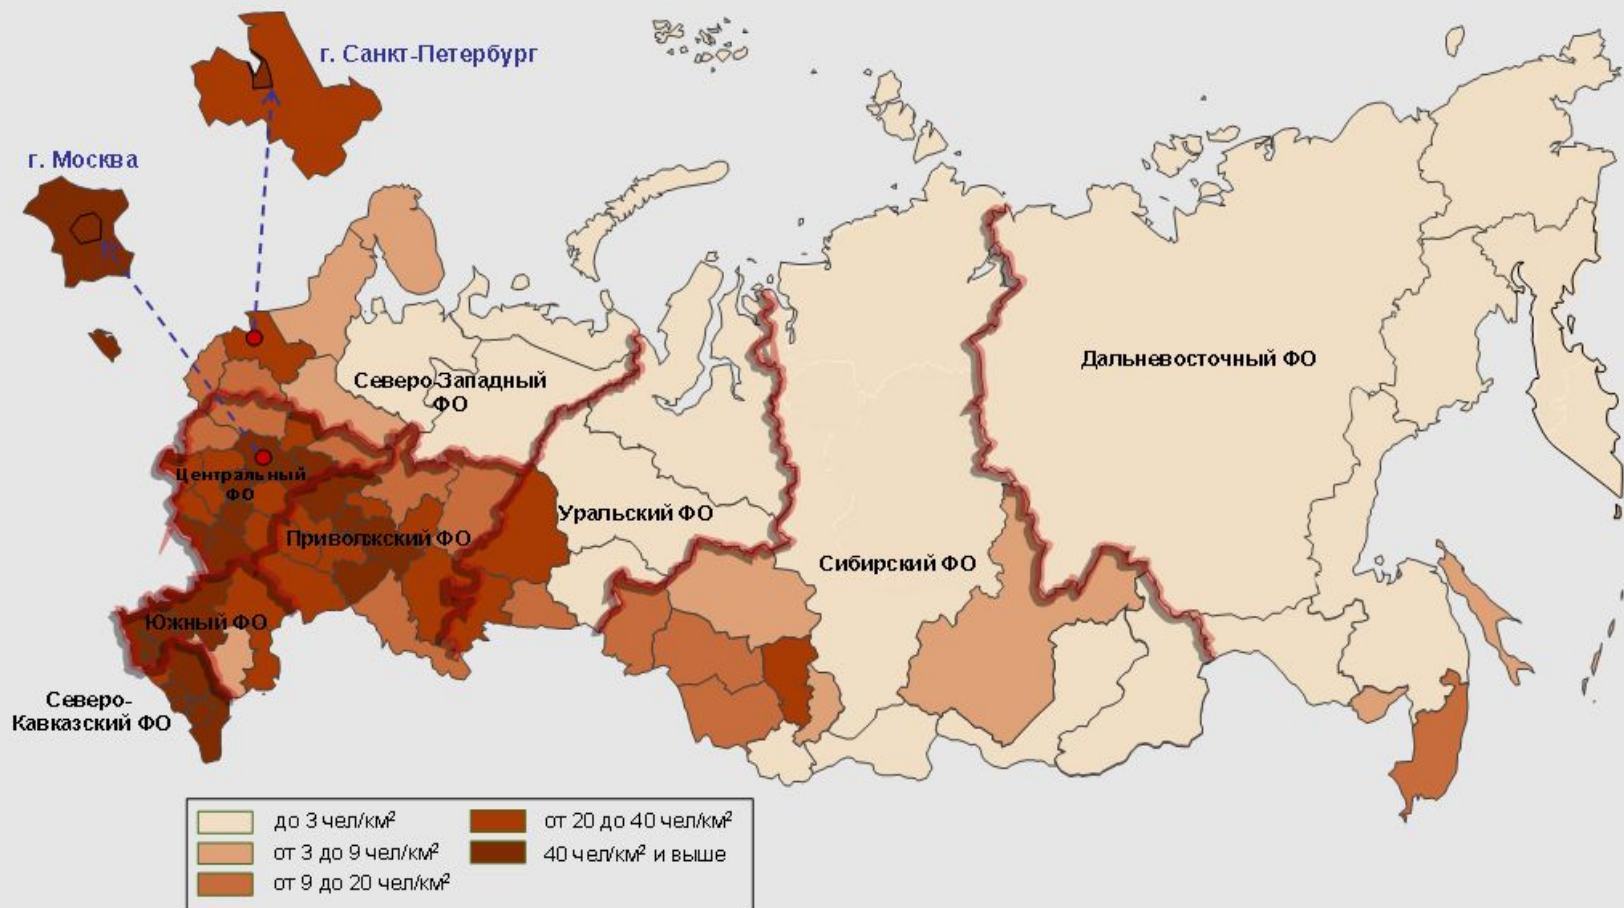 г. Санкт-Петербург
г. Москва
Северо-Западный
ФО
Дальневосточный ФО
Центральный
ФО
Уральский ФО
Приволжский ФО
Сибирский ФО
Южный ФО
Северо-
Кавказский ФО
до 3 чел/км²
от 3 до 9 чел/км²
от 9 до 20 чел/км²
от 20 до 40 чел/км²
40 чел/км² и выше